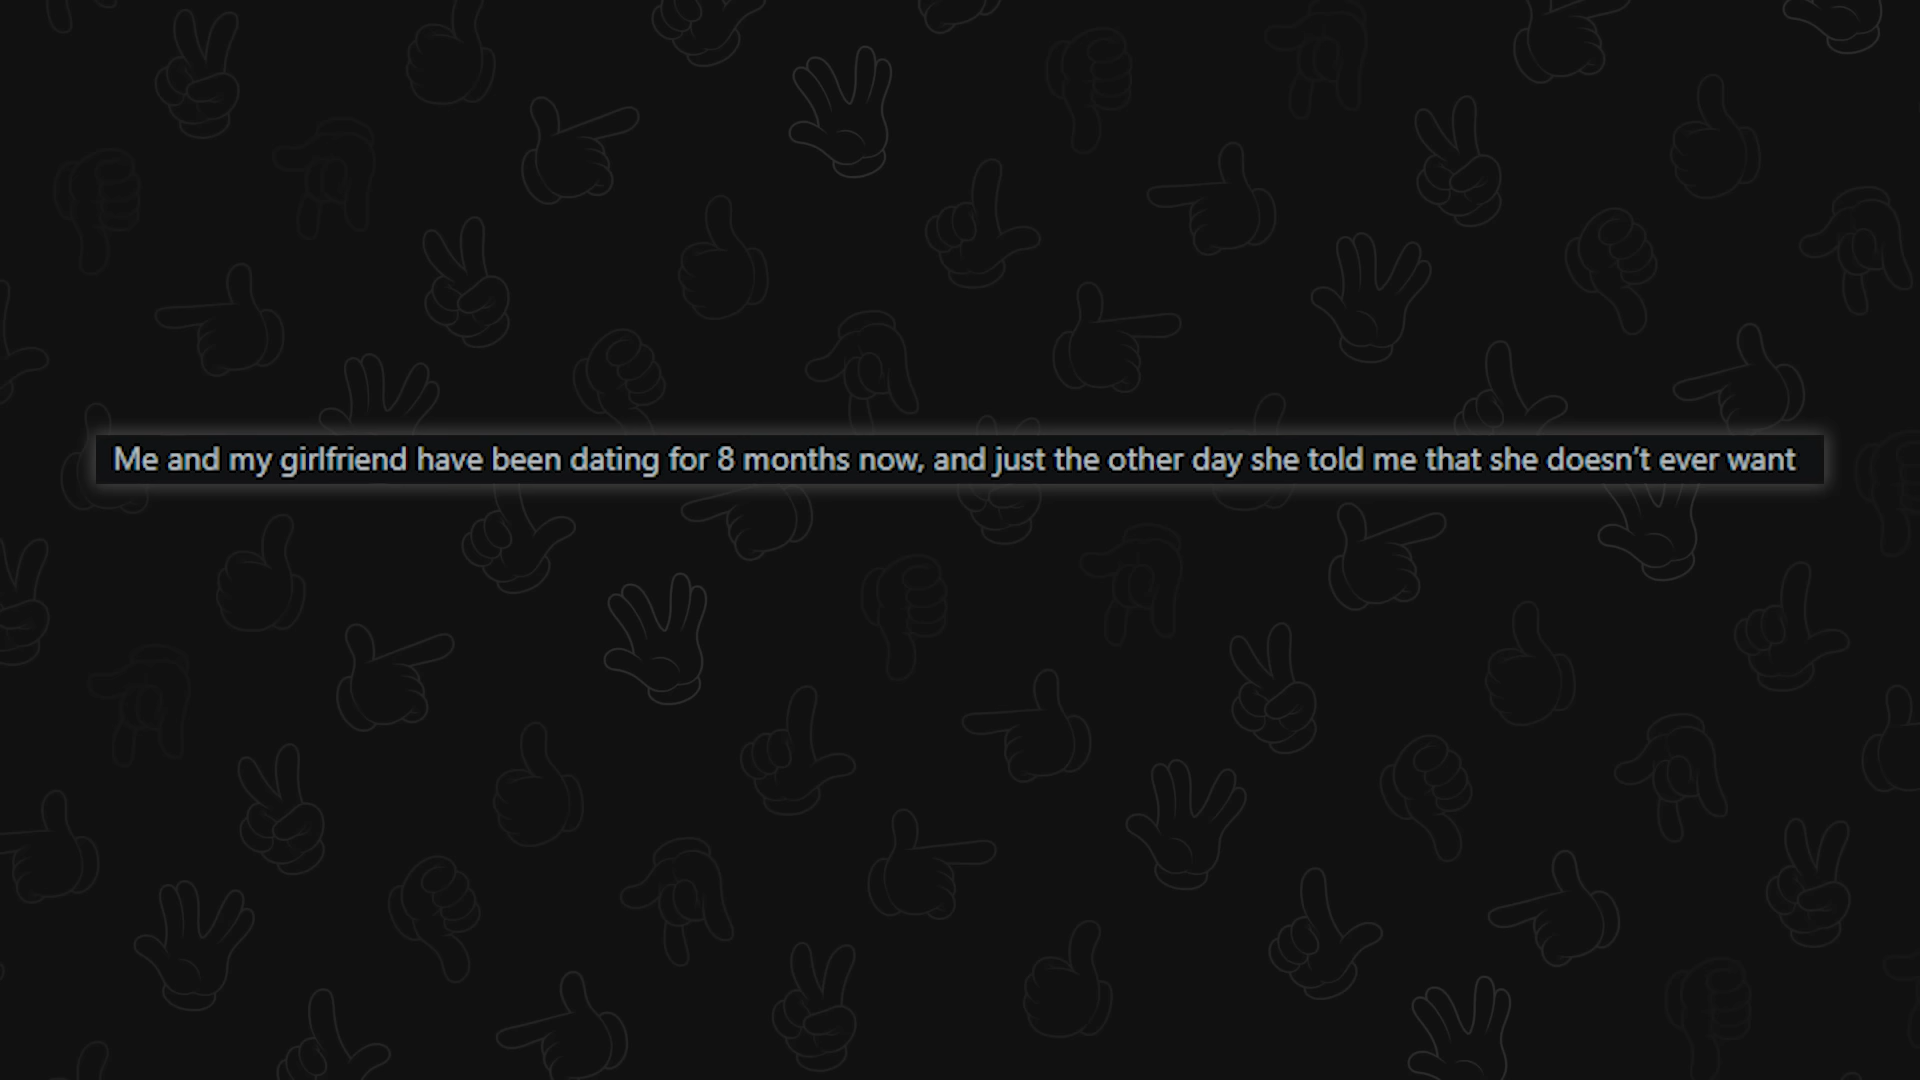 Me and my girlfriend have been dating for 8 months now, and just the other day she told me that she doesn’t ever want